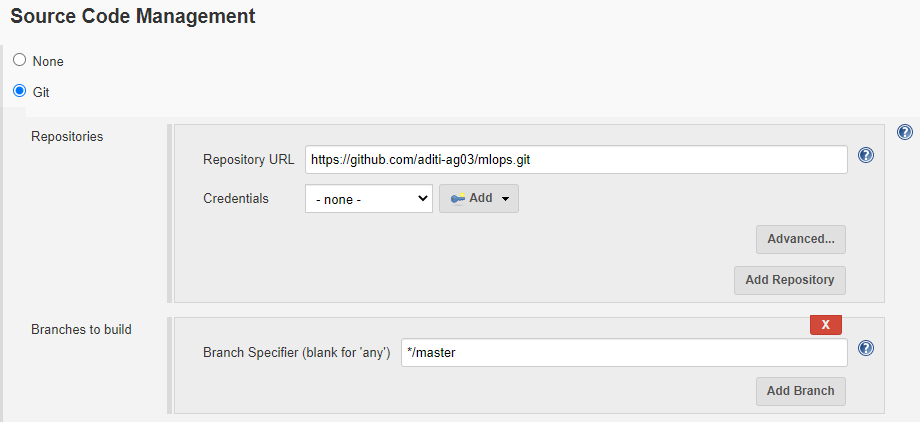 Source Code Management
None
Git
Repositories
Repository URL https://github.com/aditi-ag03/mlops.git
Credentials - none - Add
Advanced...
Add Repository
Branches to build
X
Branch Specifier (blank for 'any') */master
Add Branch